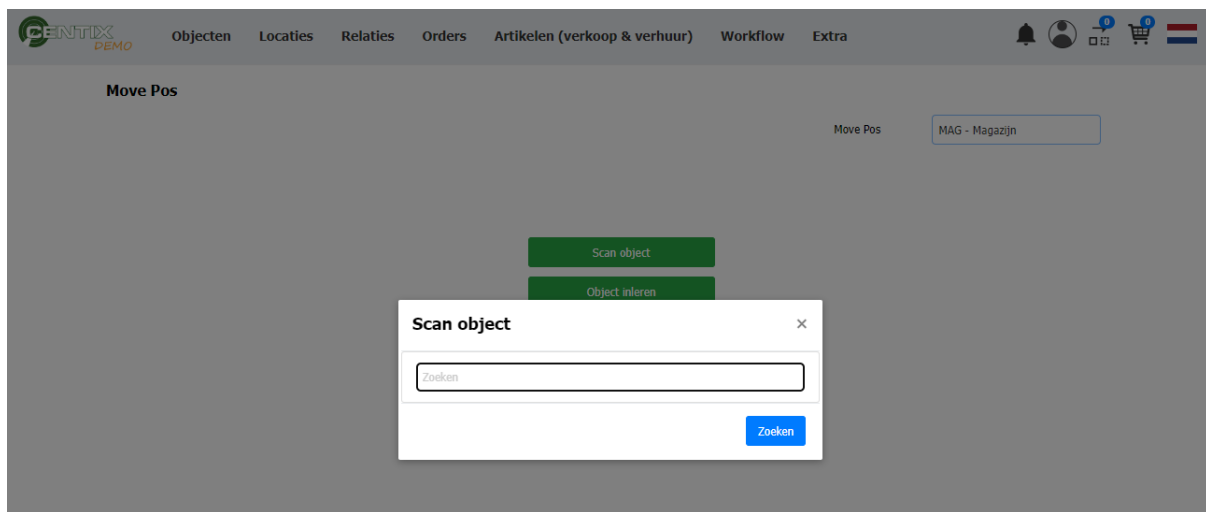 CENTIX
DEMO
Objecten Locaties Relaties Orders Artikelen (verkoop & verhuur) Workflow Extra 0 0
Move Pos
Move Pos MAG - Magazijn
Scan object
Object inleren
Scan object ×
Zoeken
Zoeken